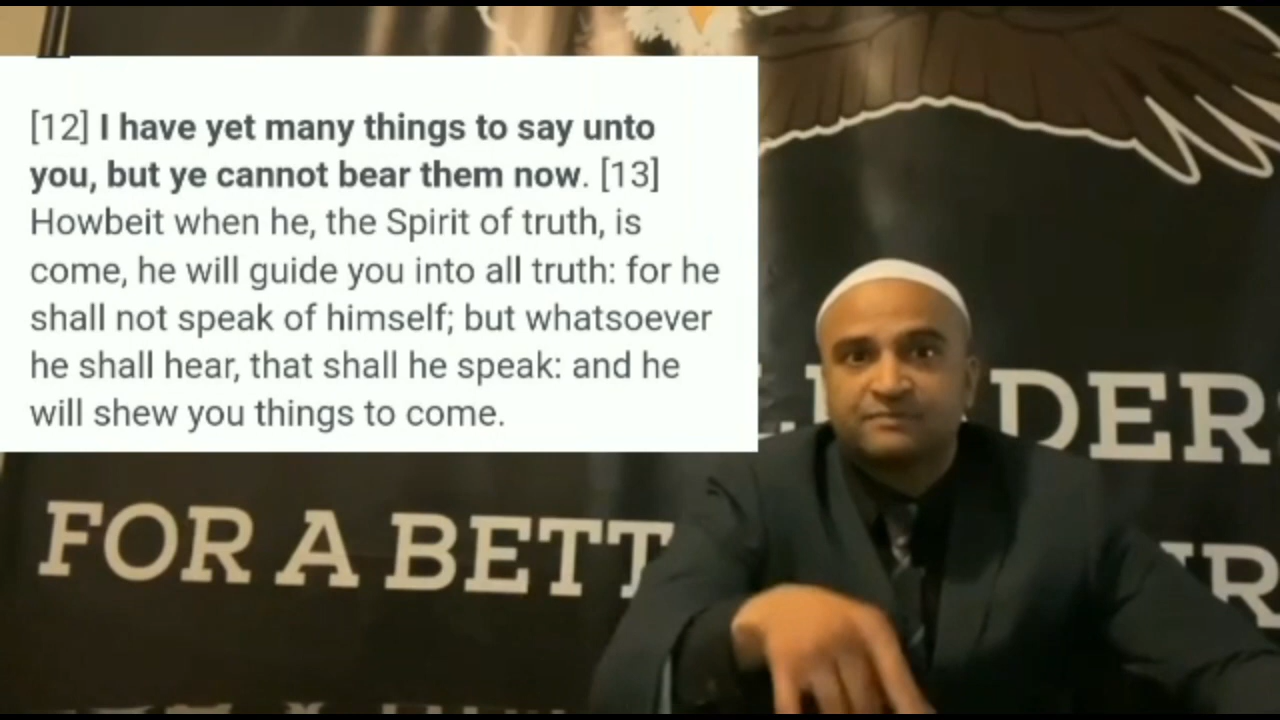 [12] I have yet many things to say unto
you, but ye cannot bear them now. [13]
Howbeit when he, the Spirit of truth, is
come, he will guide you into all truth: for he
shall not speak of himself; but whatsoever
he shall hear, that shall he speak: and he
will shew you things to come.
FOR A